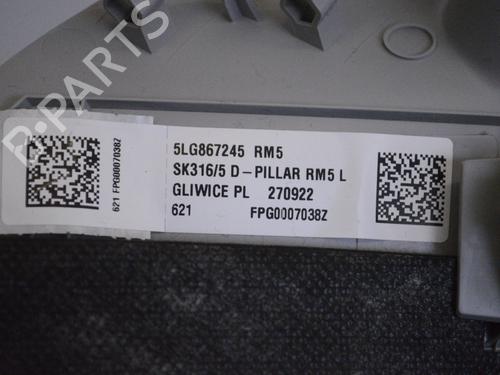 B-PARTS
5LG867245 RM5
SK316/5 D-PILLAR RM5 L
GLIWICE PL 270922
621 FPG0007038Z
621 FPG0007038Z